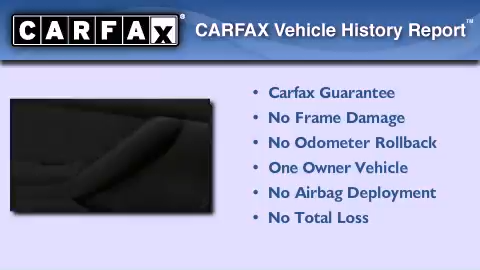 CARFAX®
CARFAX Vehicle History Report™
• Carfax Guarantee
• No Frame Damage
• No Odometer Rollback
• One Owner Vehicle
• No Airbag Deployment
• No Total Loss